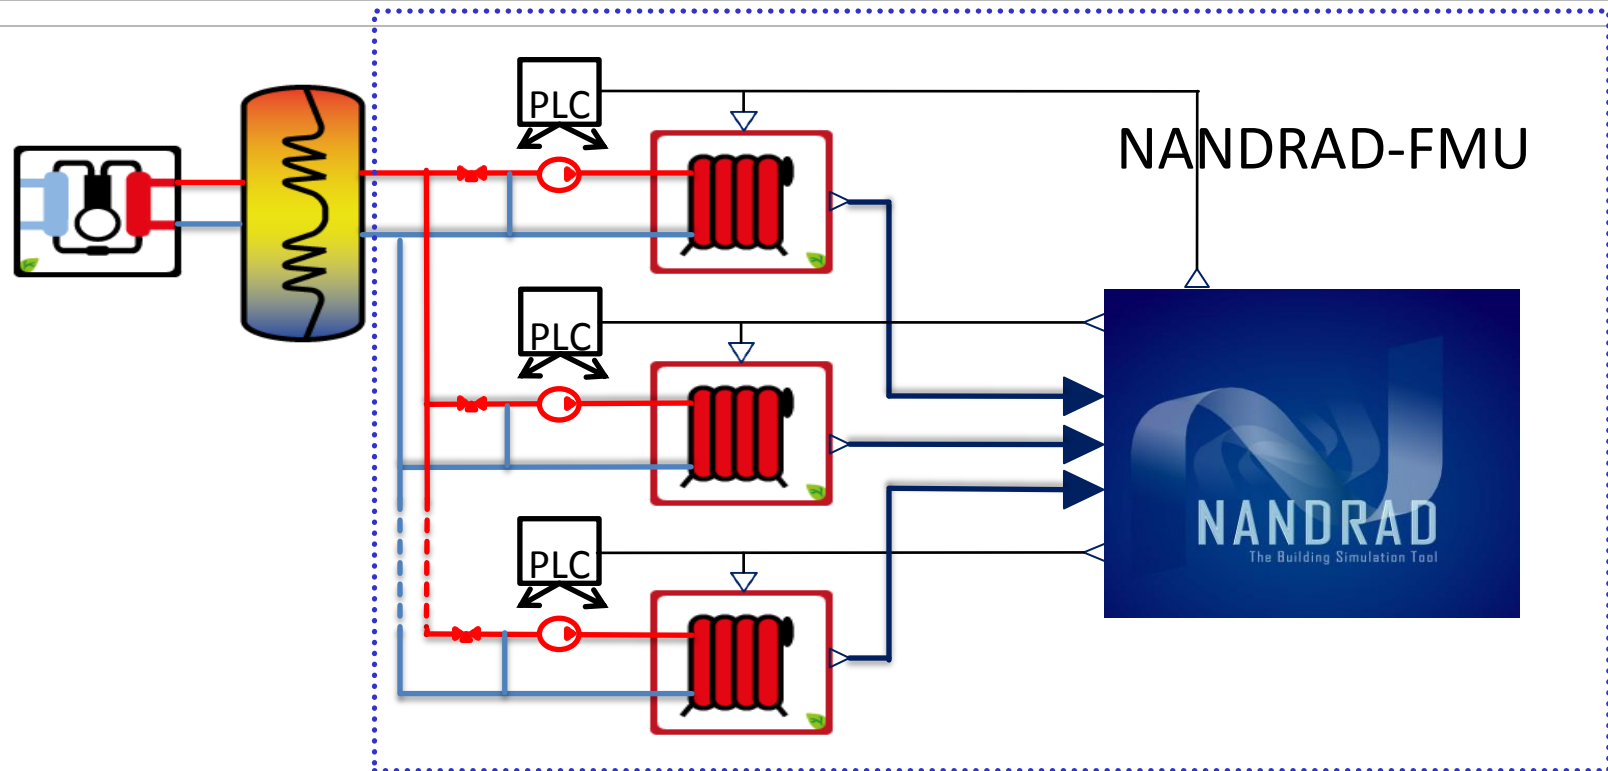 PLC
NANDRAD-FMU
PLC
NANDRAD
The Building Simulation Tool
PLC